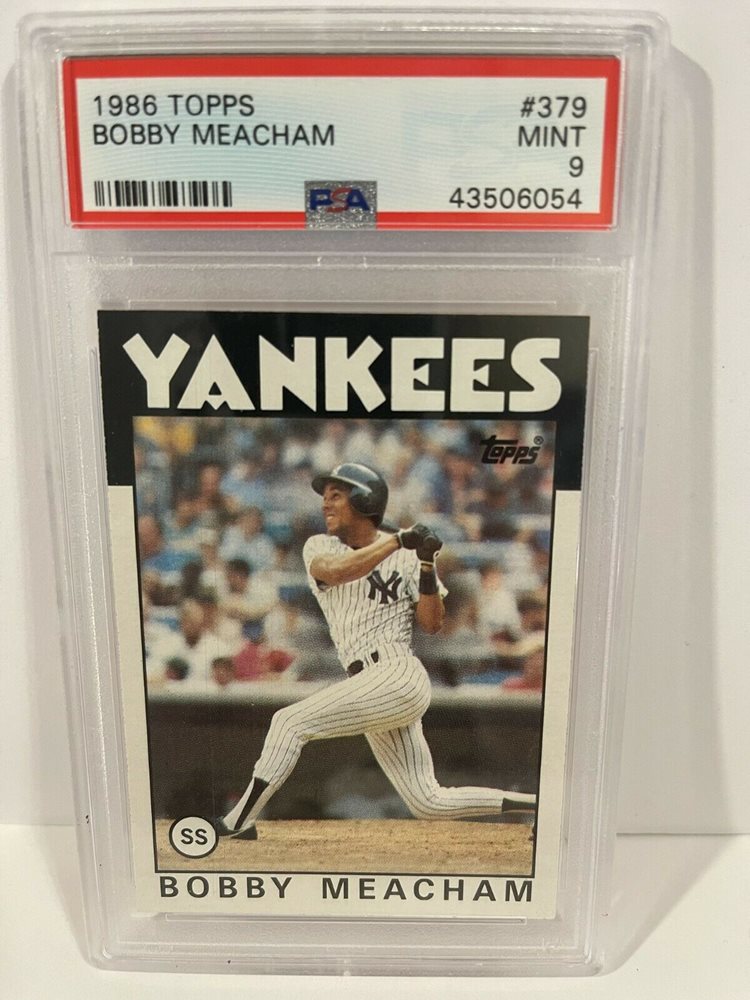 1986 TOPPS #379
BOBBY MEACHAM MINT
9
PSA 43506054
YANKEES
topps®
NY
SS
BOBBY MEACHAM